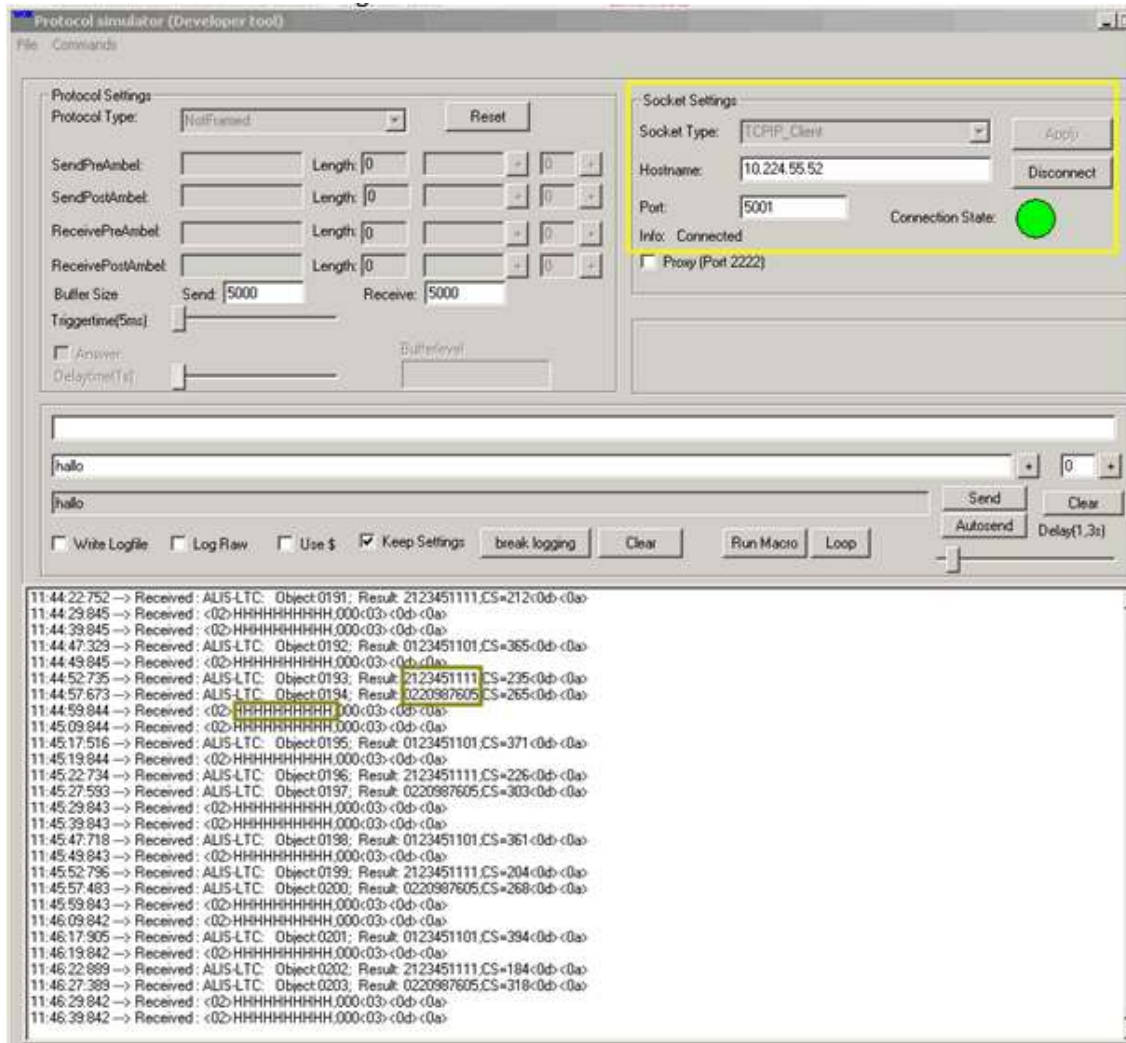 Protocol simulator (Developer tool)
File Commands
Protocol Settings
Protocol Type: NotFramed Reset
SendPreAmbel: Length: 0 + 0 +
SendPostAmbel: Length: 0 + 0 +
ReceivePreAmbel: Length: 0 + 0 +
ReceivePostAmbel: Length: 0 + 0 +
Buffer Size Send: 5000 Receive: 5000
Triggertime(5ms)
Answer Bufferlevel
Delaytime(1s)
Socket Settings
Socket Type: TCPIP_Client Apply
Hostname: 10.224.55.52 Disconnect
Port: 5001 Connection State:
Info: Connected
Proxy (Port 2222)
hallo + 0 +
hallo Send Clear
Autosend Delay(1,3s)
Write Logfile Log Raw Use $ Keep Settings break logging Clear Run Macro Loop
11:44:22:752 --> Received : ALIS-LTC: Object:0191; Result: 2123451111;CS=212<0d><0a>
11:44:29:845 --> Received : <02>HHHHHHHHHH;000<03><0d><0a>
11:44:39:845 --> Received : <02>HHHHHHHHHH;000<03><0d><0a>
11:44:47:329 --> Received : ALIS-LTC: Object:0192; Result: 0123451101;CS=365<0d><0a>
11:44:49:845 --> Received : <02>HHHHHHHHHH;000<03><0d><0a>
11:44:52:735 --> Received : ALIS-LTC: Object:0193; Result: 2123451111;CS=235<0d><0a>
11:44:57:673 --> Received : ALIS-LTC: Object:0194; Result: 0220987605;CS=265<0d><0a>
11:44:59:844 --> Received : <02>HHHHHHHHHH;000<03><0d><0a>
11:45:09:844 --> Received : <02>HHHHHHHHHH;000<03><0d><0a>
11:45:17:516 --> Received : ALIS-LTC: Object:0195; Result: 0123451101;CS=371<0d><0a>
11:45:19:844 --> Received : <02>HHHHHHHHHH;000<03><0d><0a>
11:45:22:734 --> Received : ALIS-LTC: Object:0196; Result: 2123451111;CS=226<0d><0a>
11:45:27:593 --> Received : ALIS-LTC: Object:0197; Result: 0220987605;CS=303<0d><0a>
11:45:29:843 --> Received : <02>HHHHHHHHHH;000<03><0d><0a>
11:45:39:843 --> Received : <02>HHHHHHHHHH;000<03><0d><0a>
11:45:47:718 --> Received : ALIS-LTC: Object:0198; Result: 0123451101;CS=361<0d><0a>
11:45:49:843 --> Received : <02>HHHHHHHHHH;000<03><0d><0a>
11:45:52:796 --> Received : ALIS-LTC: Object:0199; Result: 2123451111;CS=204<0d><0a>
11:45:57:483 --> Received : ALIS-LTC: Object:0200; Result: 0220987605;CS=268<0d><0a>
11:45:59:843 --> Received : <02>HHHHHHHHHH;000<03><0d><0a>
11:46:09:842 --> Received : <02>HHHHHHHHHH;000<03><0d><0a>
11:46:17:905 --> Received : ALIS-LTC: Object:0201; Result: 0123451101;CS=394<0d><0a>
11:46:19:842 --> Received : <02>HHHHHHHHHH;000<03><0d><0a>
11:46:22:889 --> Received : ALIS-LTC: Object:0202; Result: 2123451111;CS=184<0d><0a>
11:46:27:389 --> Received : ALIS-LTC: Object:0203; Result: 0220987605;CS=318<0d><0a>
11:46:29:842 --> Received : <02>HHHHHHHHHH;000<03><0d><0a>
11:46:39:842 --> Received : <02>HHHHHHHHHH;000<03><0d><0a>